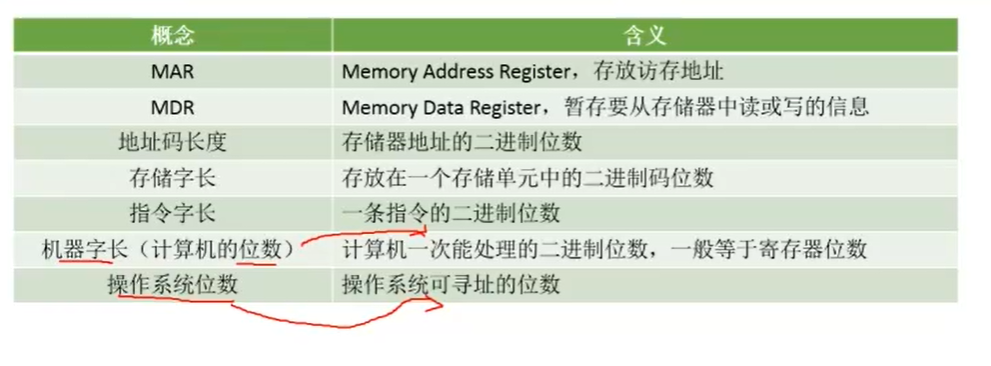 概念 含义
MAR Memory Address Register，存放访存地址
MDR Memory Data Register，暂存要从存储器中读或写的信息
地址码长度 存储器地址的二进制位数
存储字长 存放在一个存储单元中的二进制码位数
指令字长 一条指令的二进制位数
机器字长（计算机的位数） 计算机一次能处理的二进制位数，一般等于寄存器位数
操作系统位数 操作系统可寻址的位数